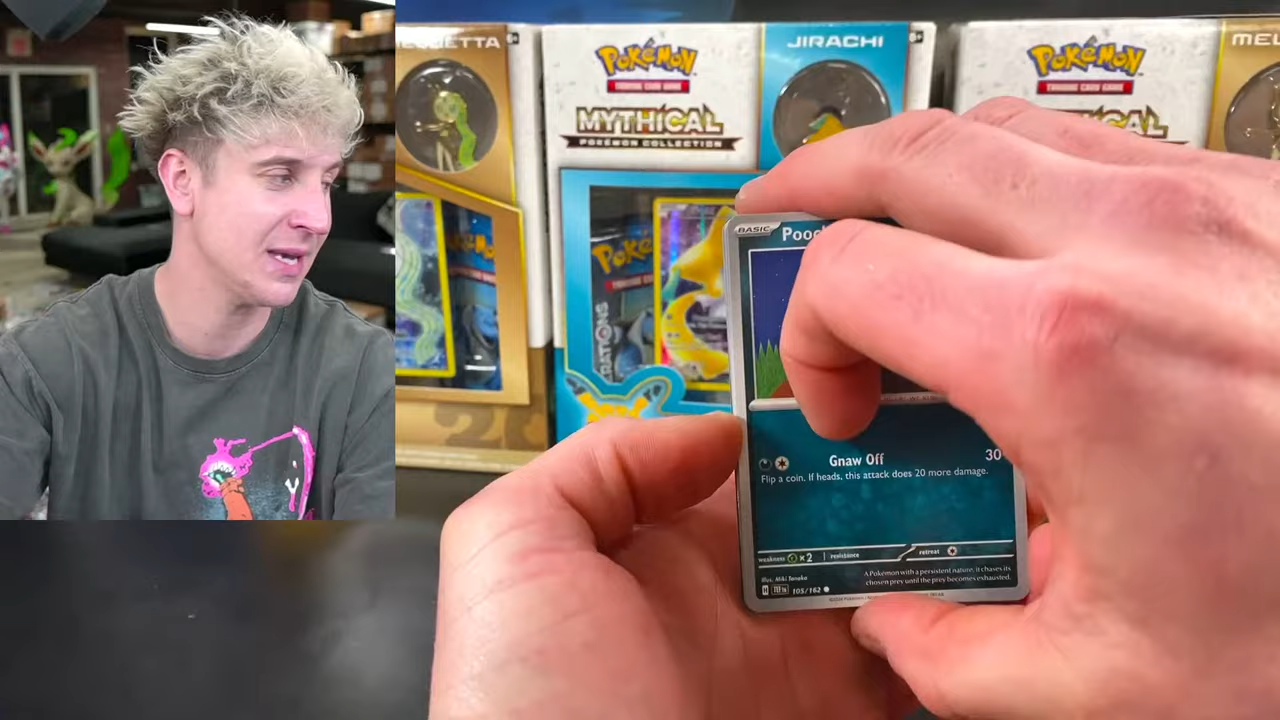 POKéMON
TRADING CARD GAME
MYTHICAL
POKéMON COLLECTION
JIRACHI
POKéMON
TRADING CARD GAME
BASIC
Gnaw Off 30
Flip a coin. If heads, this attack does 20 more damage.
weakness ×2 resistance retreat
Illus. Miki Tanaka
A Pokémon with a persistent nature, it chases its
chosen prey until the prey becomes exhausted.
105/162